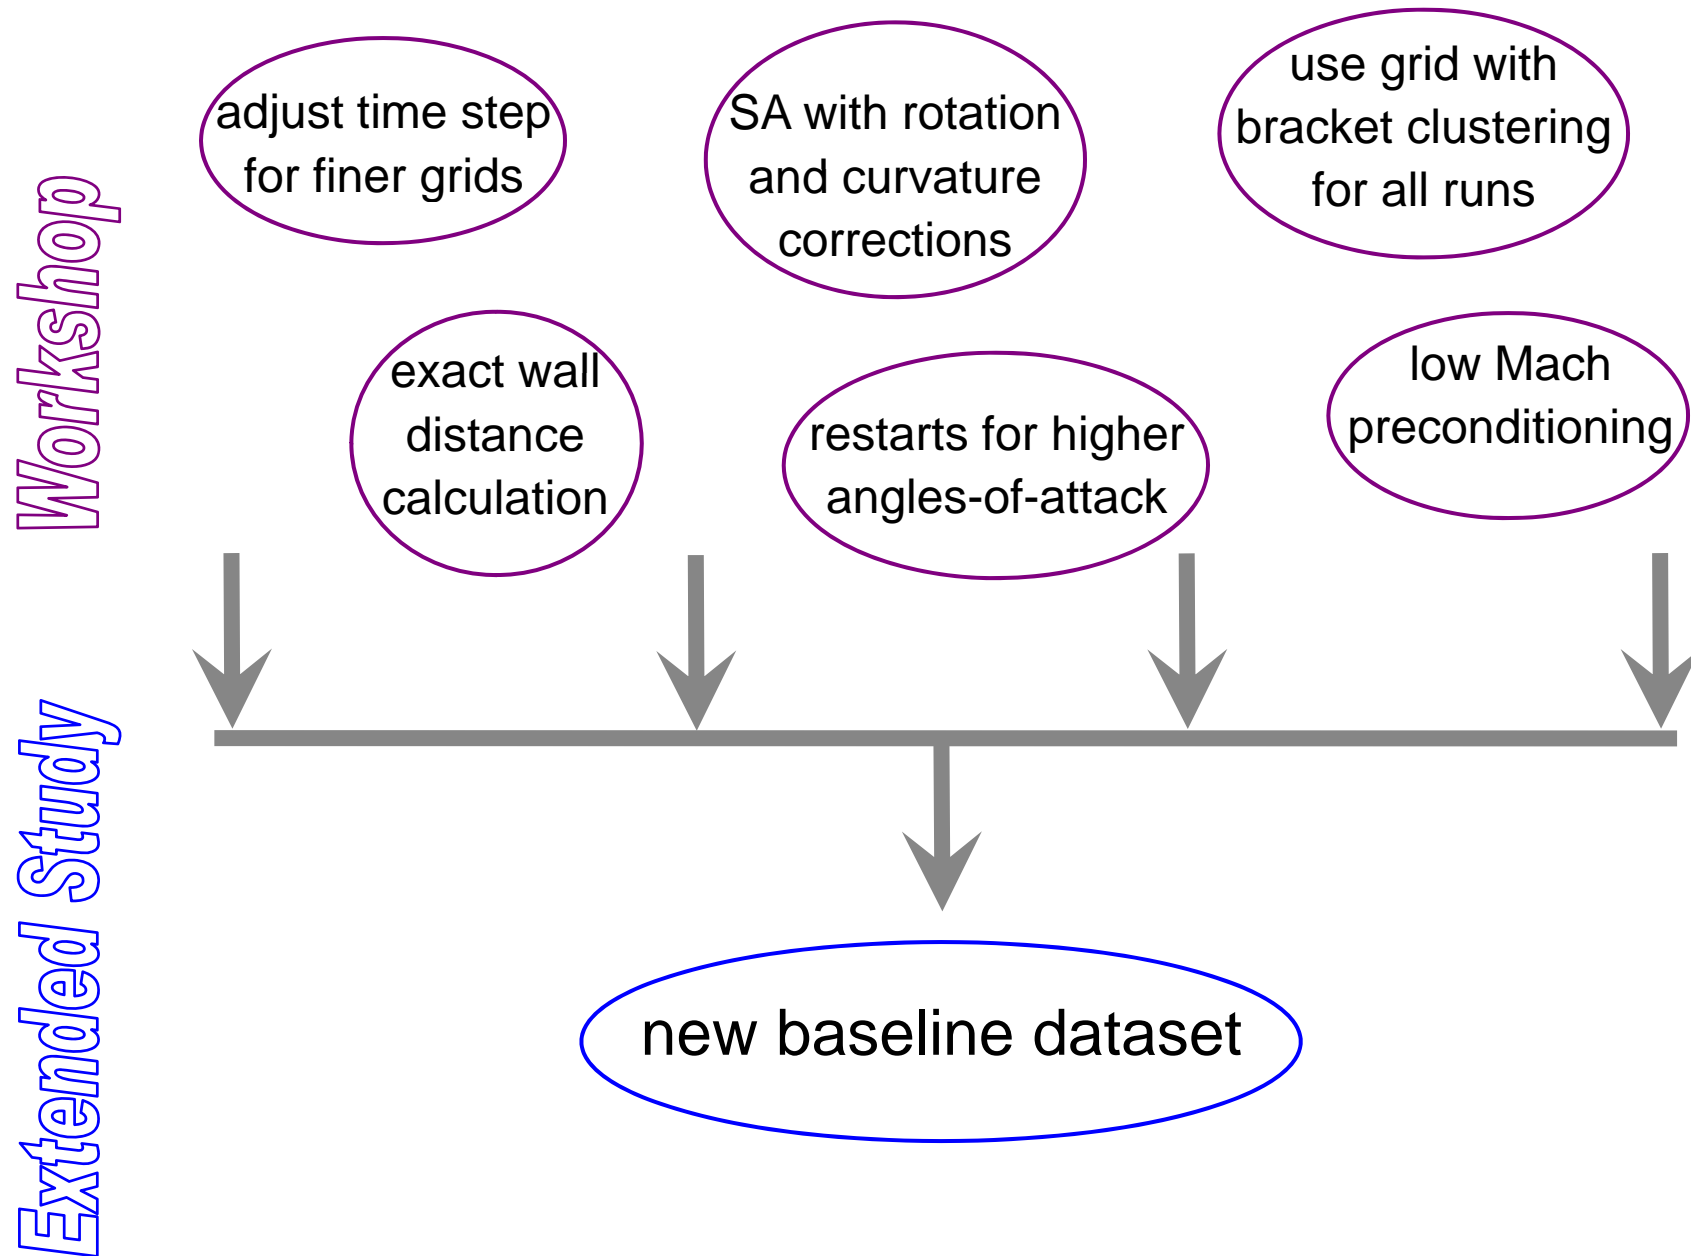 Workshop
adjust time step
for finer grids
SA with rotation
and curvature
corrections
use grid with
bracket clustering
for all runs
exact wall
distance
calculation
restarts for higher
angles-of-attack
low Mach
preconditioning
Extended Study
new baseline dataset